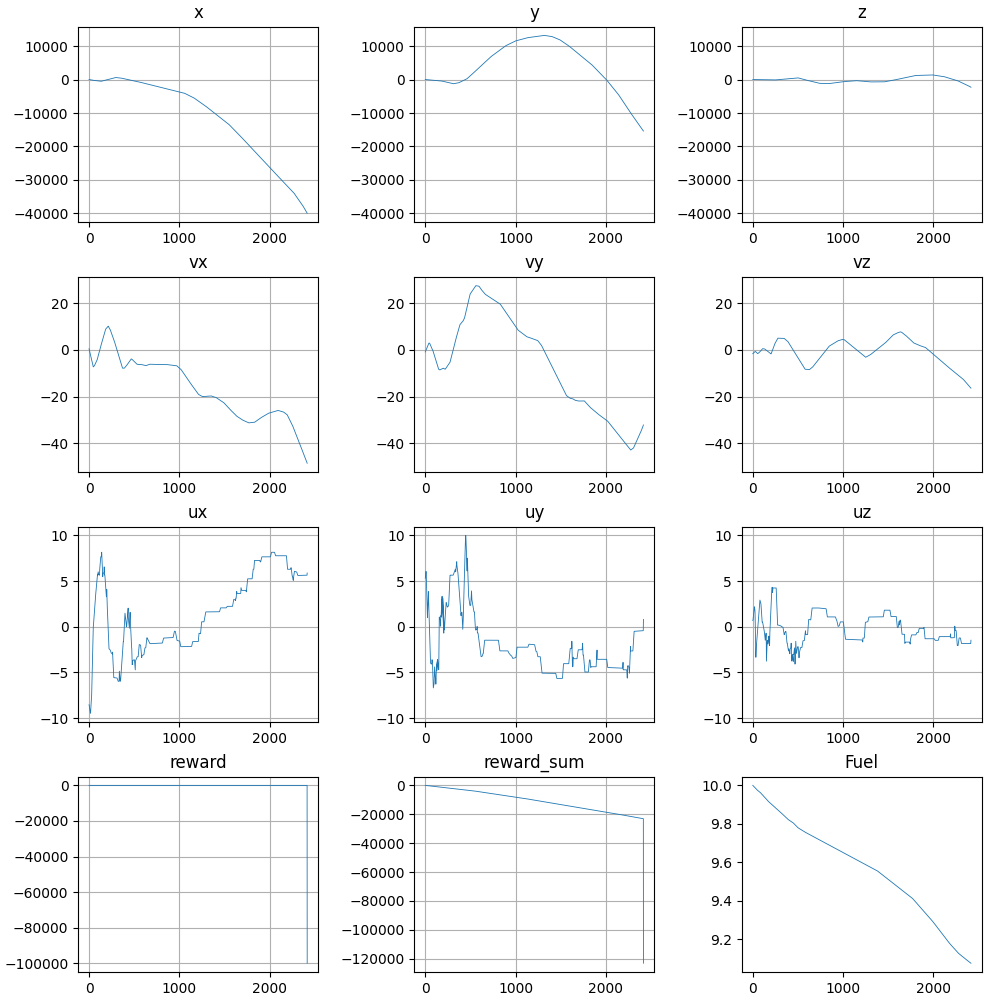 x y z
10000 10000 10000
0 0 0
−10000 −10000 −10000
−20000 −20000 −20000
−30000 −30000 −30000
−40000 −40000 −40000
0 1000 2000 0 1000 2000 0 1000 2000
vx vy vz
20 20 20
0 0 0
−20 −20 −20
−40 −40 −40
0 1000 2000 0 1000 2000 0 1000 2000
ux uy uz
10 10 10
5 5 5
0 0 0
−5 −5 −5
−10 −10 −10
0 1000 2000 0 1000 2000 0 1000 2000
reward reward_sum Fuel
0 0 10.0
−20000 −20000 9.8
−40000 −40000 9.6
−60000 −60000 9.4
−80000 −80000 9.2
−100000 −100000
−120000
0 1000 2000 0 1000 2000 0 1000 2000